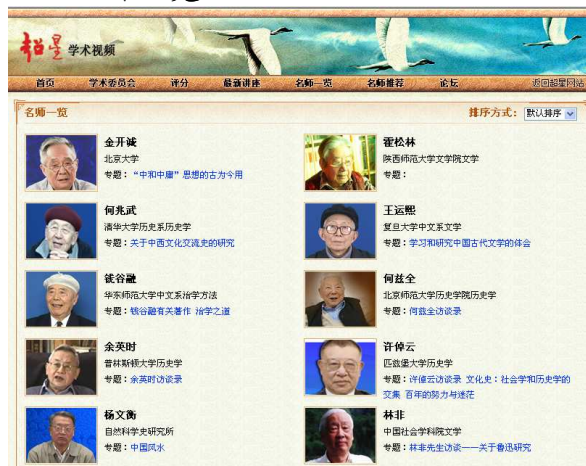 超星 学术视频
首页 学术委员会 评分 最新讲座 名师一览 名师推荐 论坛 返回超星网站
名师一览 排序方式： 默认排序
金开诚
北京大学
专题：“中和中庸”思想的古为今用
霍松林
陕西师范大学文学院文学
专题：
何兆武
清华大学历史系历史学
专题：关于中西文化交流史的研究
王运熙
复旦大学中文系文学
专题：学习和研究中国古代文学的体会
钱谷融
华东师范大学中文系治学方法
专题：钱谷融有关著作 治学之道
何兹全
北京师范大学历史学院历史学
专题：何兹全访谈录
余英时
普林斯顿大学历史学
专题：余英时访谈录
许倬云
匹兹堡大学历史学
专题：许倬云访谈录 文化史：社会学和历史学的
交集 百年的努力与迷茫
杨文衡
自然科学史研究所
专题：中国风水
林非
中国社会科学院文学
专题：林非先生访谈——关于鲁迅研究